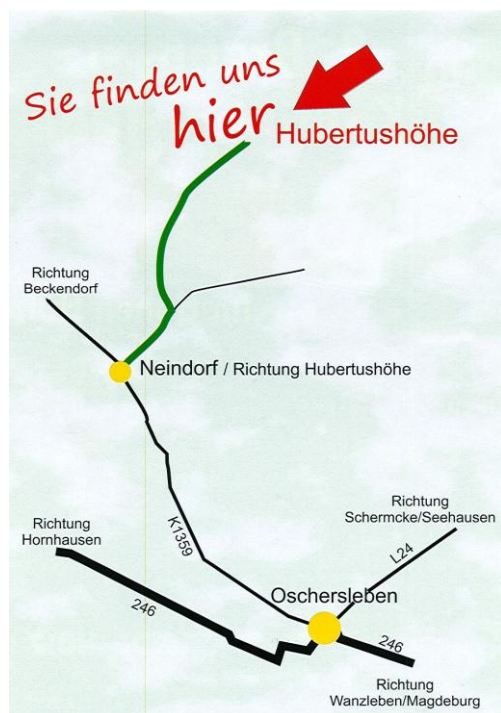 Sie finden uns
hier Hubertushöhe
Richtung
Beckendorf
Neindorf / Richtung Hubertushöhe
Richtung
Schermcke/Seehausen
Richtung
Hornhausen
K1359
L24
Oschersleben
246
246
Richtung
Wanzleben/Magdeburg